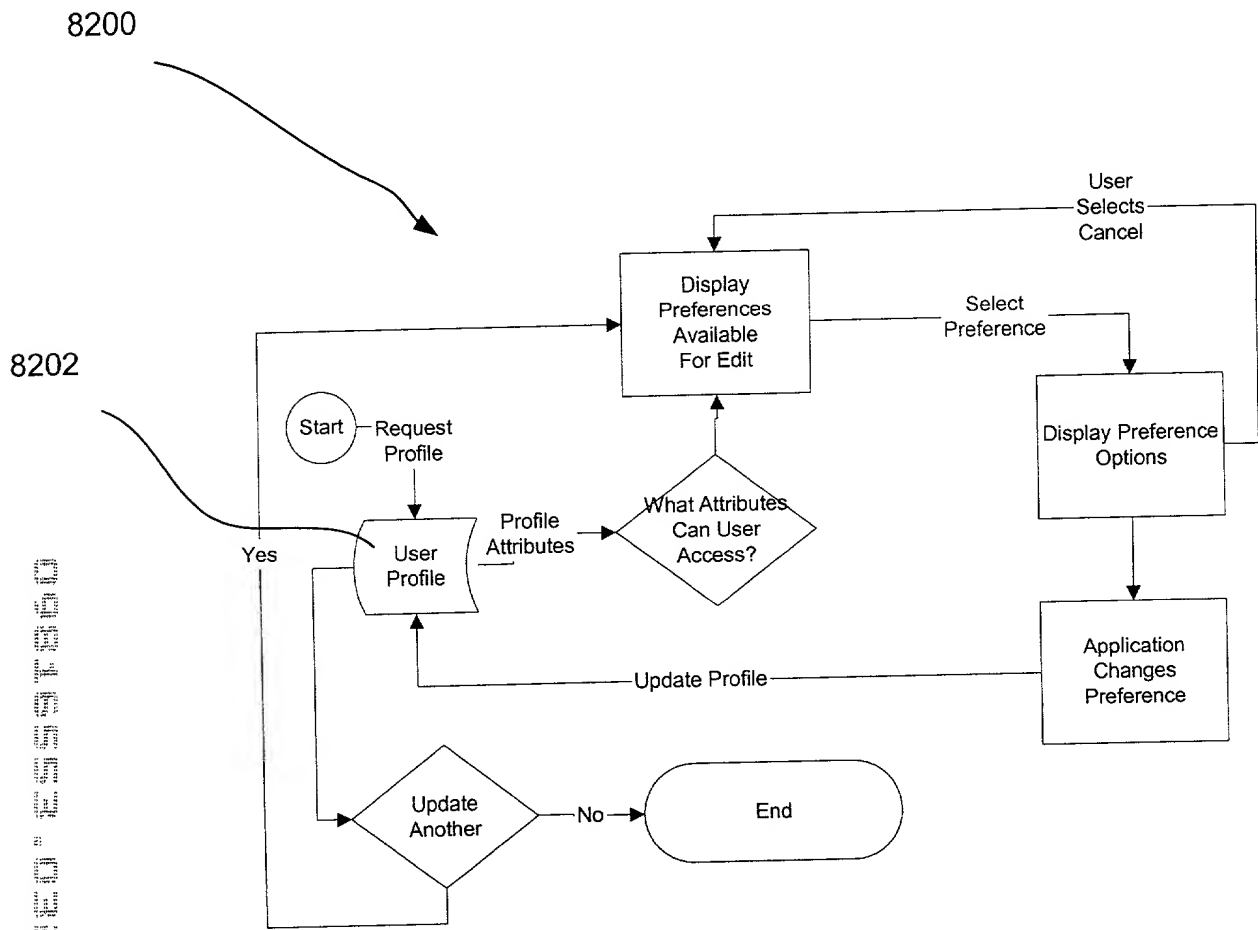 8200
User
Selects
Cancel
Display
Preferences
Available
For Edit
Select
Preference
8202
Start
Request
Profile
Display Preference
Options
What Attributes
Can User
Access?
Profile
Attributes
User
Profile
Yes
Application
Changes
Preference
Update Profile
Update
Another
No
End